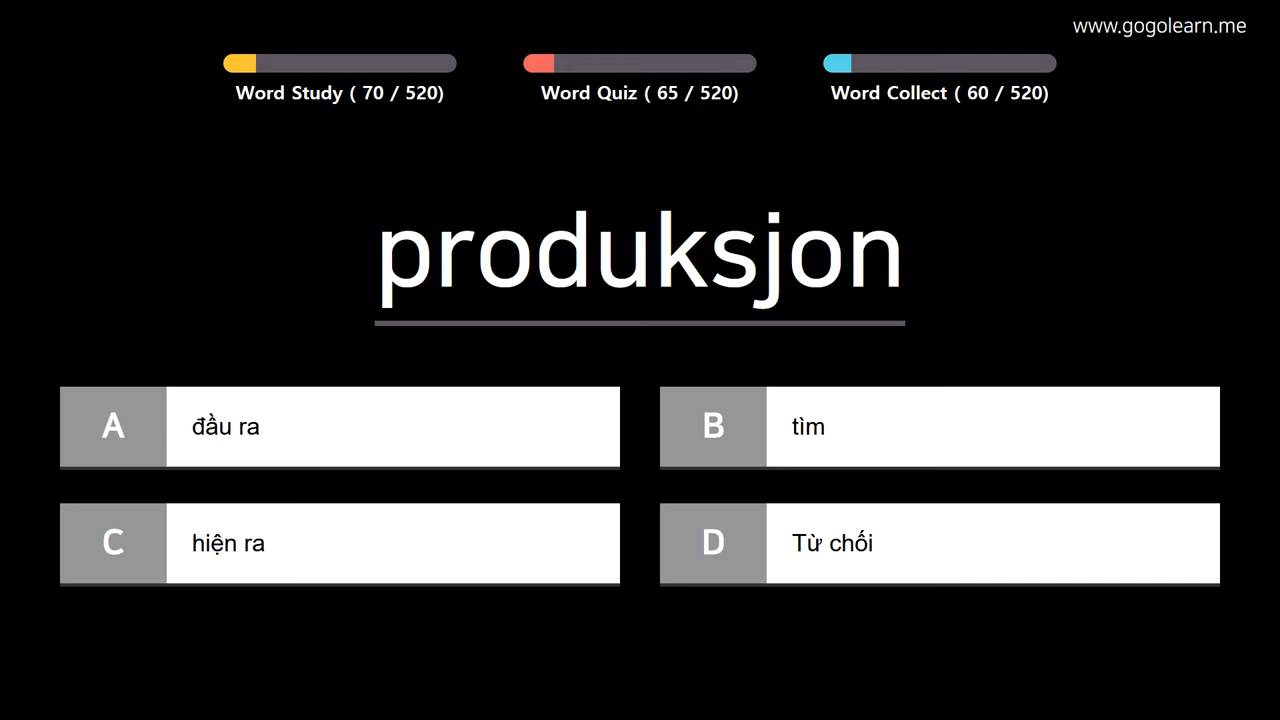 www.gogolearn.me
Word Study ( 70 / 520)
Word Quiz ( 65 / 520)
Word Collect ( 60 / 520)
produksjon
A đầu ra
B tìm
C hiện ra
D Từ chối